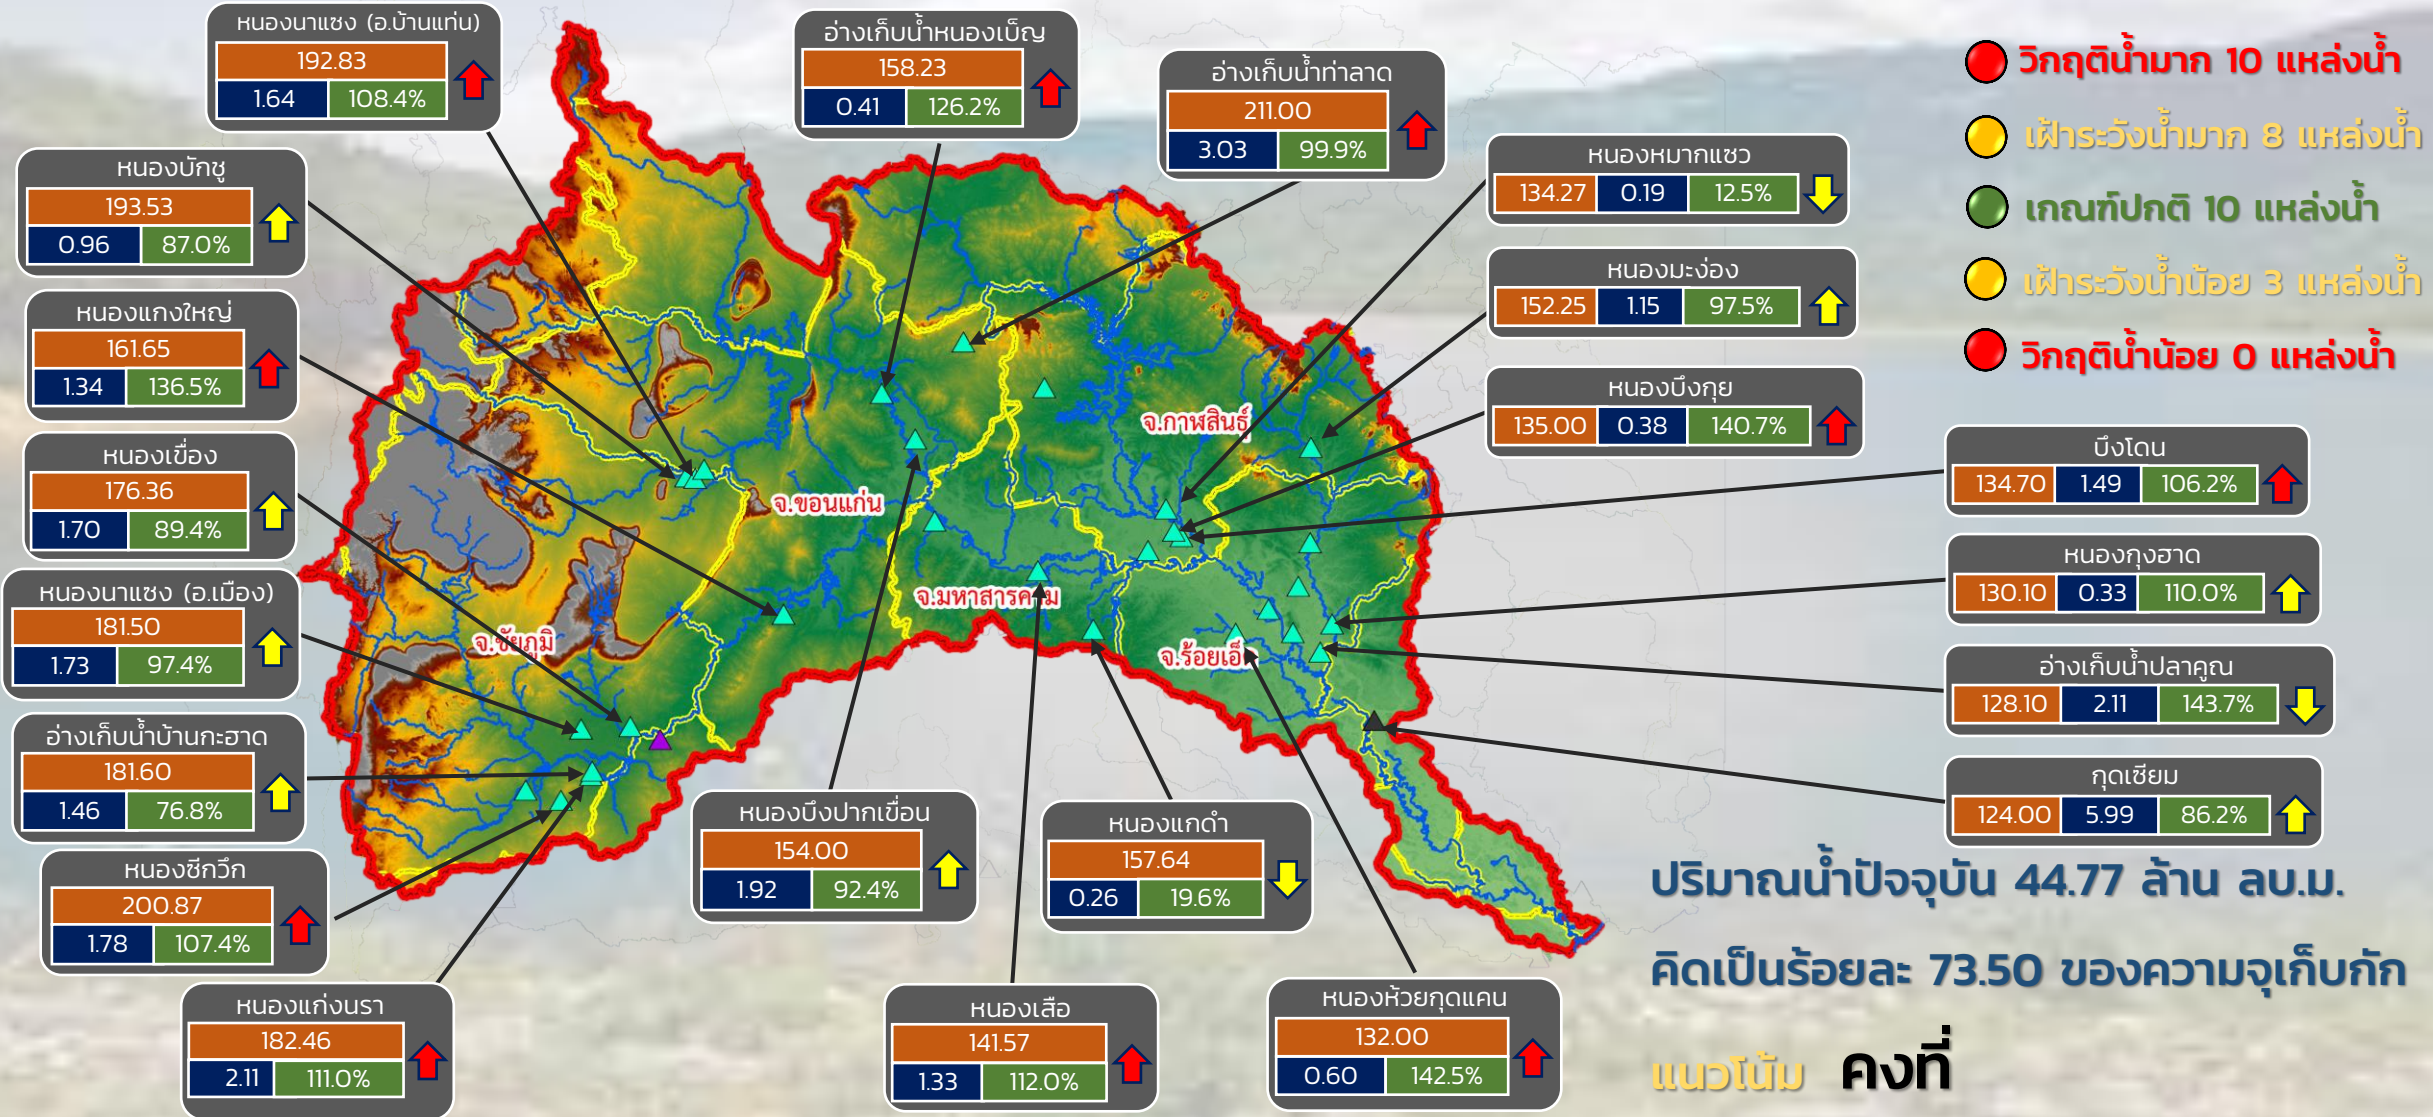 หนองนาแซง (อ.บ้านแท่น)
192.83
1.64 108.4%
อ่างเก็บน้ำหนองเบ็ญ
158.23
0.41 126.2%
อ่างเก็บน้ำท่าลาด
211.00
3.03 99.9%
หนองบักชู
193.53
0.96 87.0%
หนองแกงใหญ่
161.65
1.34 136.5%
หนองเขื่อง
176.36
1.70 89.4%
หนองนาแซง (อ.เมือง)
181.50
1.73 97.4%
อ่างเก็บน้ำบ้านกะฮาด
181.60
1.46 76.8%
หนองซีกวึก
200.87
1.78 107.4%
หนองแก่งนรา
182.46
2.11 111.0%
หนองบึงปากเขื่อน
154.00
1.92 92.4%
หนองเสือ
141.57
1.33 112.0%
หนองแกดำ
157.64
0.26 19.6%
หนองห้วยกุดแคน
132.00
0.60 142.5%
จ.กาฬสินธุ์
จ.ขอนแก่น
จ.มหาสารคาม
จ.ชัยภูมิ
จ.ร้อยเอ็ด
หนองหมากแซว
134.27 0.19 12.5%
หนองมะง่อง
152.25 1.15 97.5%
หนองบึงกุย
135.00 0.38 140.7%
บึงโดน
134.70 1.49 106.2%
หนองกุงฮาด
130.10 0.33 110.0%
อ่างเก็บน้ำปลาคูณ
128.10 2.11 143.7%
กุดเซียม
124.00 5.99 86.2%
วิกฤติน้ำมาก 10 แหล่งน้ำ
เฝ้าระวังน้ำมาก 8 แหล่งน้ำ
เกณฑ์ปกติ 10 แหล่งน้ำ
เฝ้าระวังน้ำน้อย 3 แหล่งน้ำ
วิกฤติน้ำน้อย 0 แหล่งน้ำ
ปริมาณน้ำปัจจุบัน 44.77 ล้าน ลบ.ม.
คิดเป็นร้อยละ 73.50 ของความจุเก็บกัก
แนวโน้ม คงที่